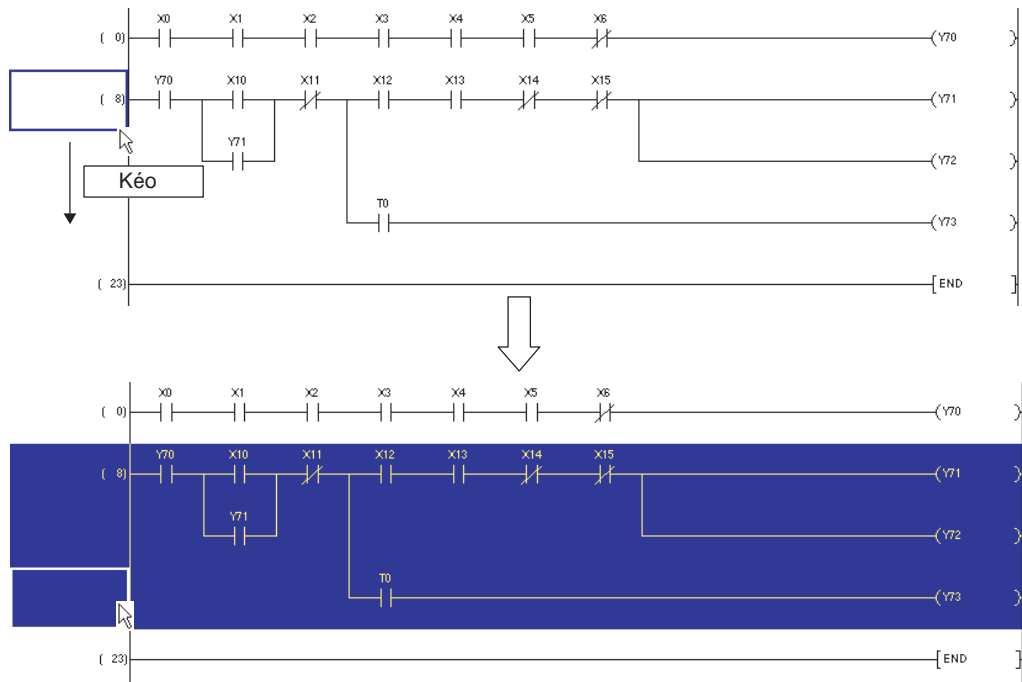 X0 X1 X2 X3 X4 X5 X6
( 0) (Y70 )
Y70 X10 X11 X12 X13 X14 X15
( 8) (Y71 )
Y71
(Y72 )
Kéo
T0
(Y73 )
( 23) [END ]
X0 X1 X2 X3 X4 X5 X6
( 0) (Y70 )
Y70 X10 X11 X12 X13 X14 X15
( 8) (Y71 )
Y71
(Y72 )
T0
(Y73 )
( 23) [END ]